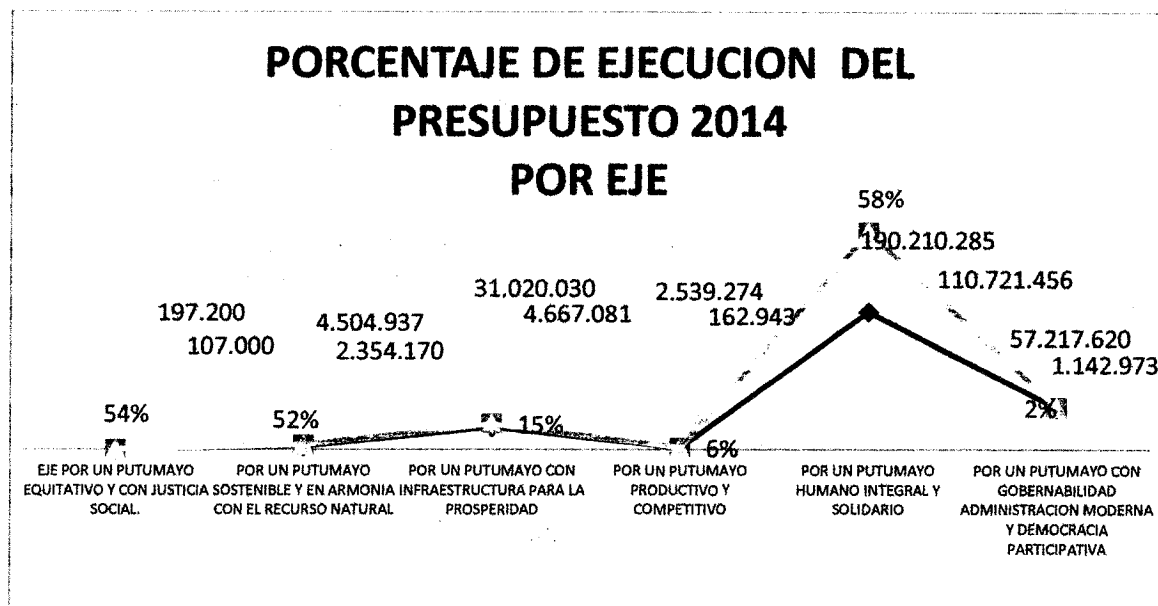 PORCENTAJE DE EJECUCION DEL
PRESUPUESTO 2014
POR EJE
58%
190.210.285
110.721.456
31,020.030
2.539.274
197.200
4.504.937
4.667.081
162.943
107.000
2.354.170
57.217.620
1.142.973
54%
52%
15%
6%
2%
EJE POR UN PUTUMAYO
EQUITATIVO Y CON JUSTICIA
SOCIAL.
POR UN PUTUMAYO
SOSTENIBLE Y EN ARMONIA
CON EL RECURSO NATURAL
POR UN PUTUMAYO CON
INFRAESTRUCTURA PARA LA
PROSPERIDAD
POR UN PUTUMAYO
PRODUCTIVO Y
COMPETITIVO
POR UN PUTUMAYO
HUMANO INTEGRAL Y
SOLIDARIO
POR UN PUTUMAYO CON
GOBERNABILIDAD
ADMINISTRACION MODERNA
Y DEMOCRACIA
PARTICIPATIVA